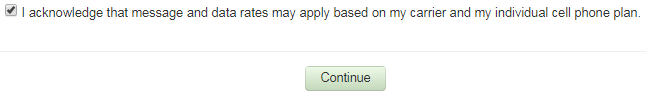 I acknowledge that message and data rates may apply based on my carrier and my individual cell phone plan.
Continue